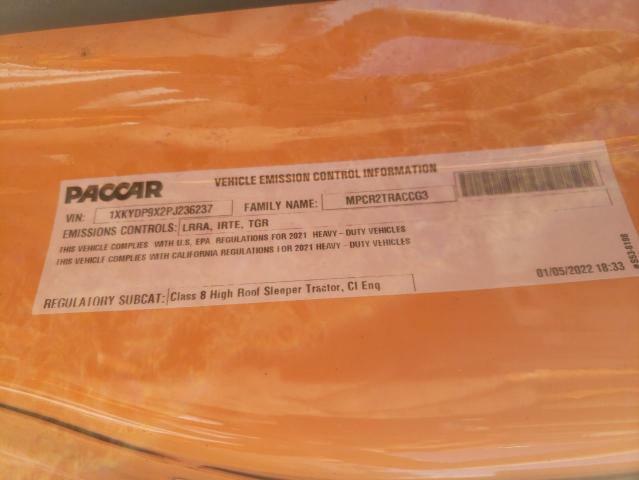 PACCAR
VEHICLE EMISSION CONTROL INFORMATION
VIN: 1XKYDP9X2PJ236237 FAMILY NAME: MPCR2TRACCG3
EMISSIONS CONTROLS: LRRA, IRTE, TGR
THIS VEHICLE COMPLIES WITH U.S. EPA REGULATIONS FOR 2021 HEAVY - DUTY VEHICLES
THIS VEHICLE COMPLIES WITH CALIFORNIA REGULATIONS FOR 2021 HEAVY - DUTY VEHICLES
REGULATORY SUBCAT: Class 8 High Roof Sleeper Tractor, CI Eng
01/05/2022 18:33